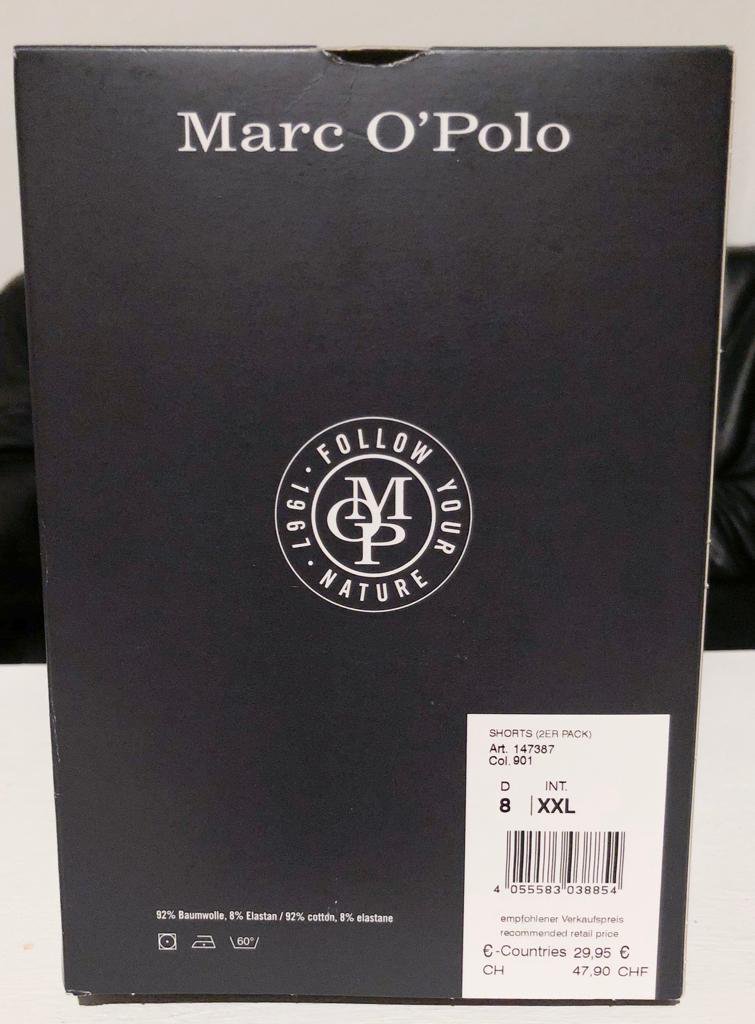 Marc O'Polo
FOLLOW YOUR
NATURE
· 1967 ·
MOP
SHORTS (2ER PACK)
Art. 147387
Col. 901
D INT.
8 | XXL
4 055583 038854
92% Baumwolle, 8% Elastan / 92% cotton, 8% elastane
60°
empfohlener Verkaufspreis
recommended retail price
€-Countries 29,95 €
CH 47,90 CHF